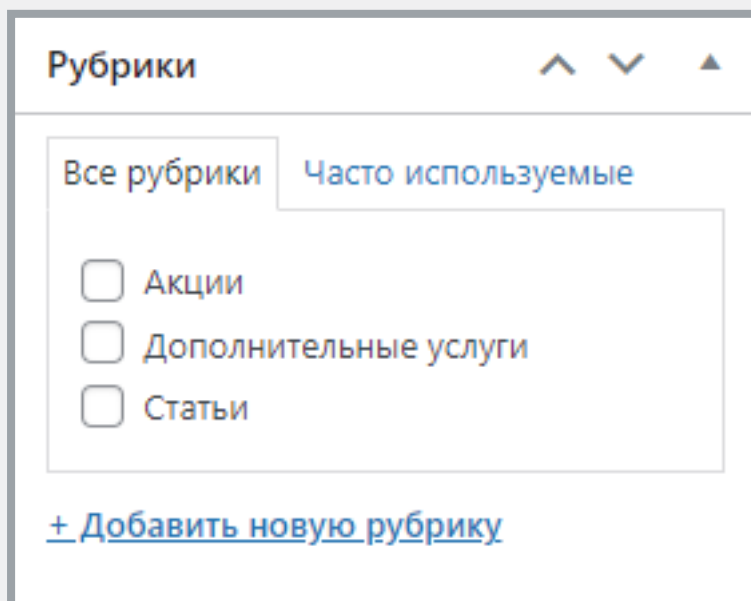 Рубрики
Все рубрики Часто используемые
Акции
Дополнительные услуги
Статьи
+ Добавить новую рубрику